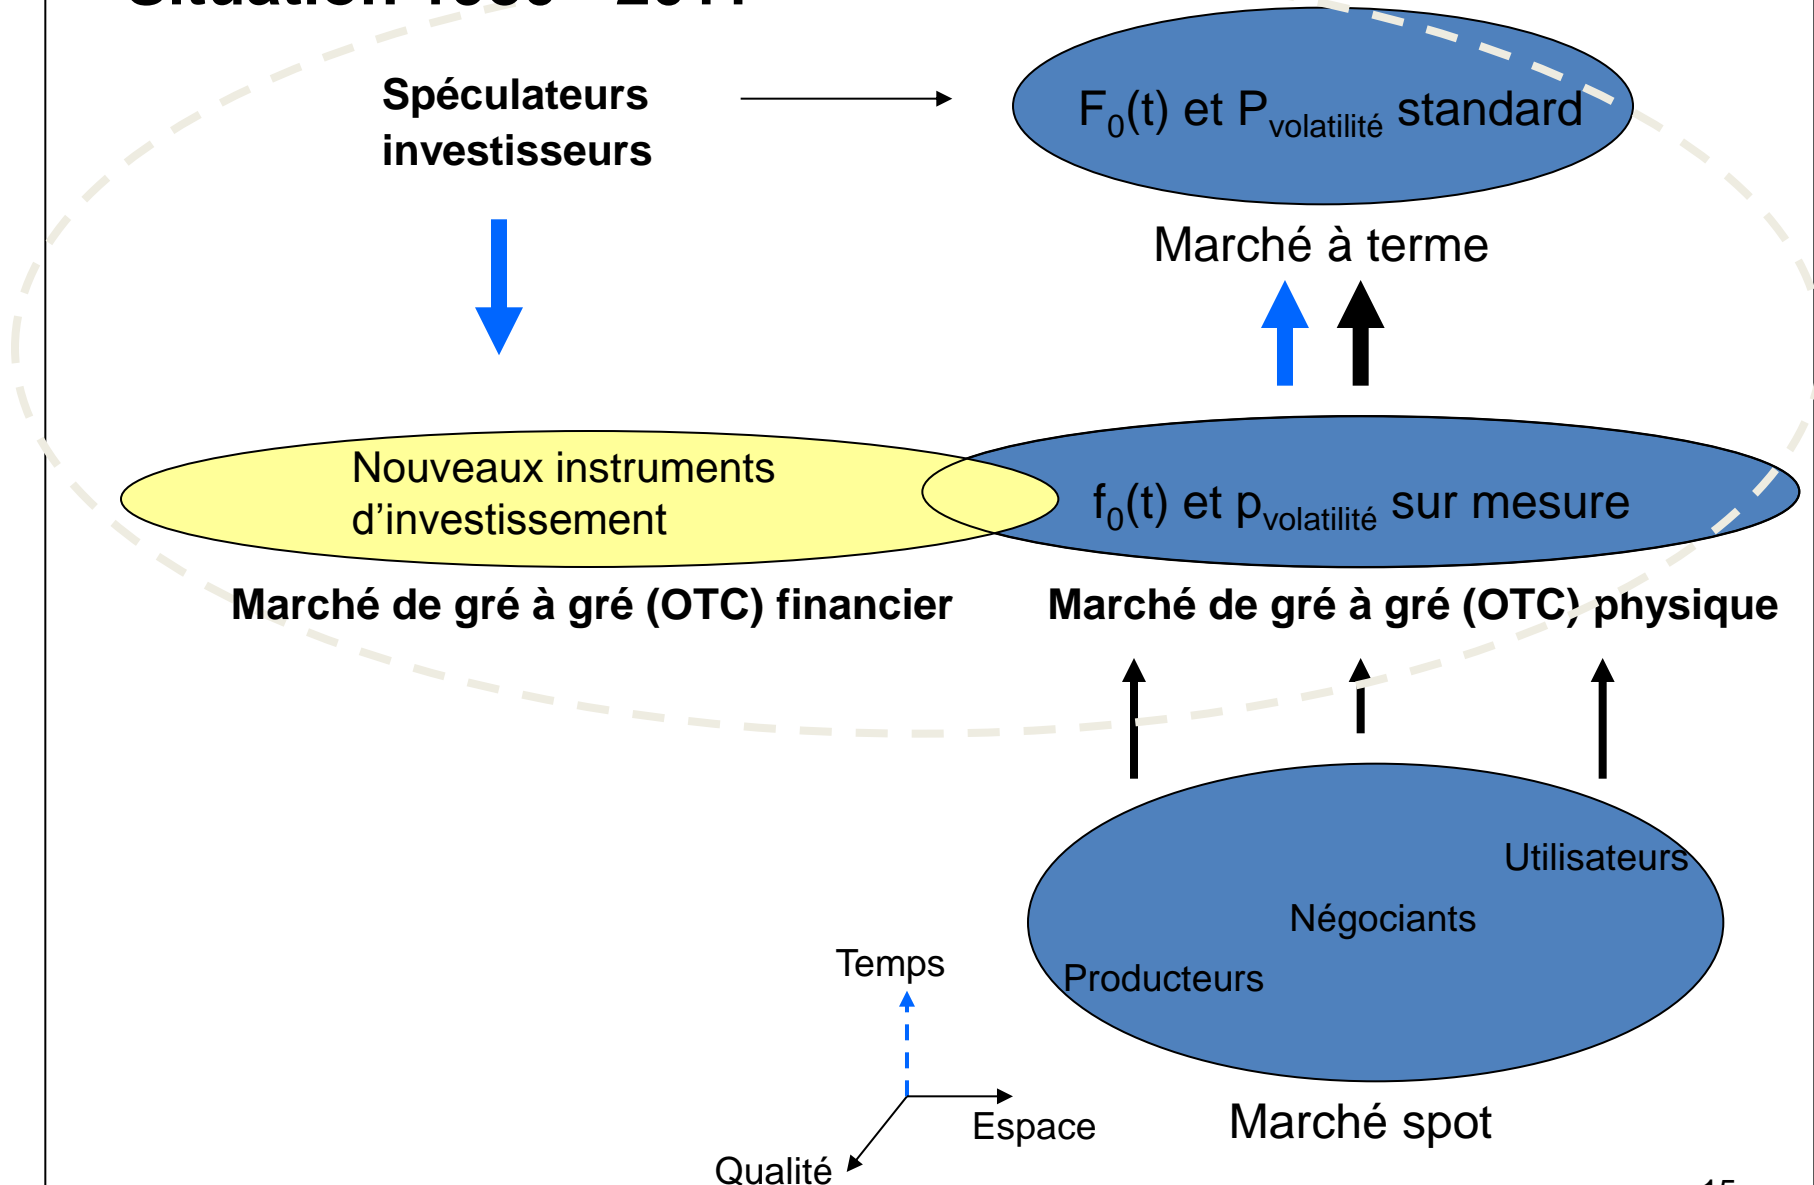 Spéculateurs
investisseurs
F0(t) et Pvolatilité standard
Marché à terme
Nouveaux instruments
d’investissement
f0(t) et pvolatilité sur mesure
Marché de gré à gré (OTC) financier
Marché de gré à gré (OTC) physique
Utilisateurs
Négociants
Producteurs
Temps
Espace
Qualité
Marché spot
15